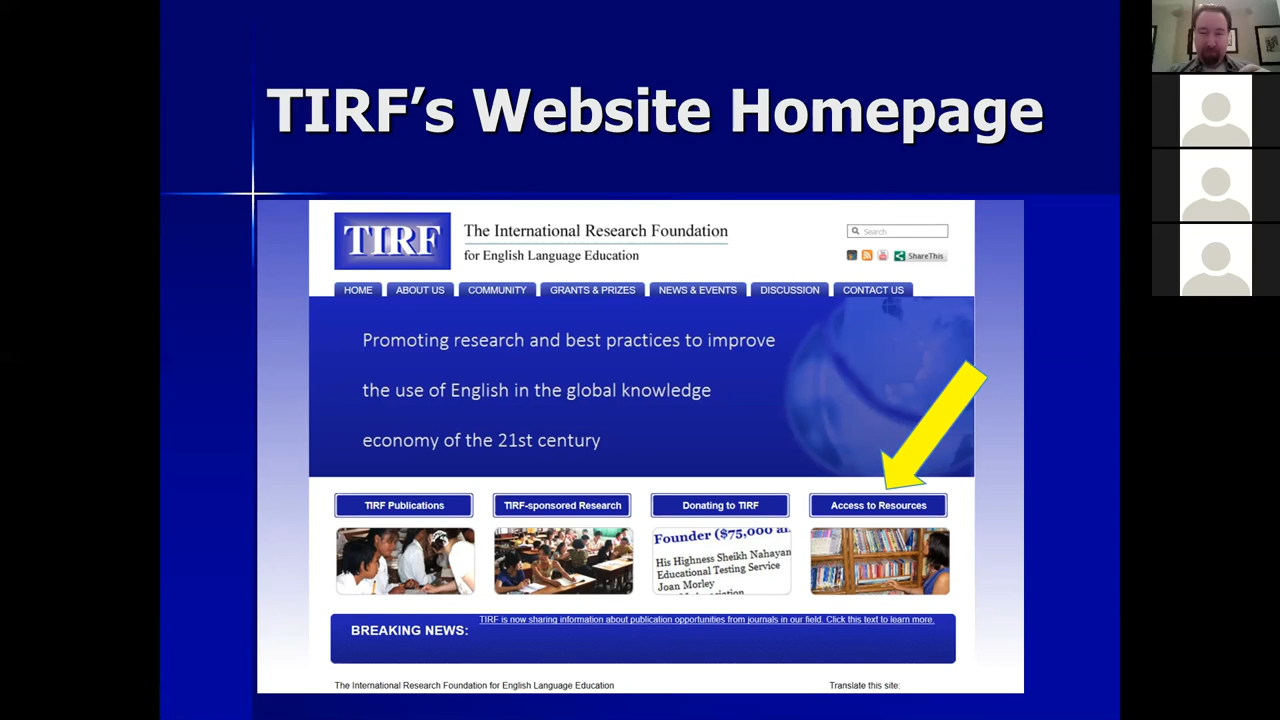 TIRF's Website Homepage
TIRF
The International Research Foundation
for English Language Education
Search
ShareThis
HOME
ABOUT US
COMMUNITY
GRANTS & PRIZES
NEWS & EVENTS
DISCUSSION
CONTACT US
Promoting research and best practices to improve
the use of English in the global knowledge
economy of the 21st century
TIRF Publications
TIRF-sponsored Research
Donating to TIRF
Access to Resources
Founder ($75,000
His Highness Sheikh Nahayan
Educational Testing Service
Joan Morley
BREAKING NEWS:
TIRF is now sharing information about publication opportunities from journals in our field. Click this text to learn more.
The International Research Foundation for English Language Education
Translate this site: